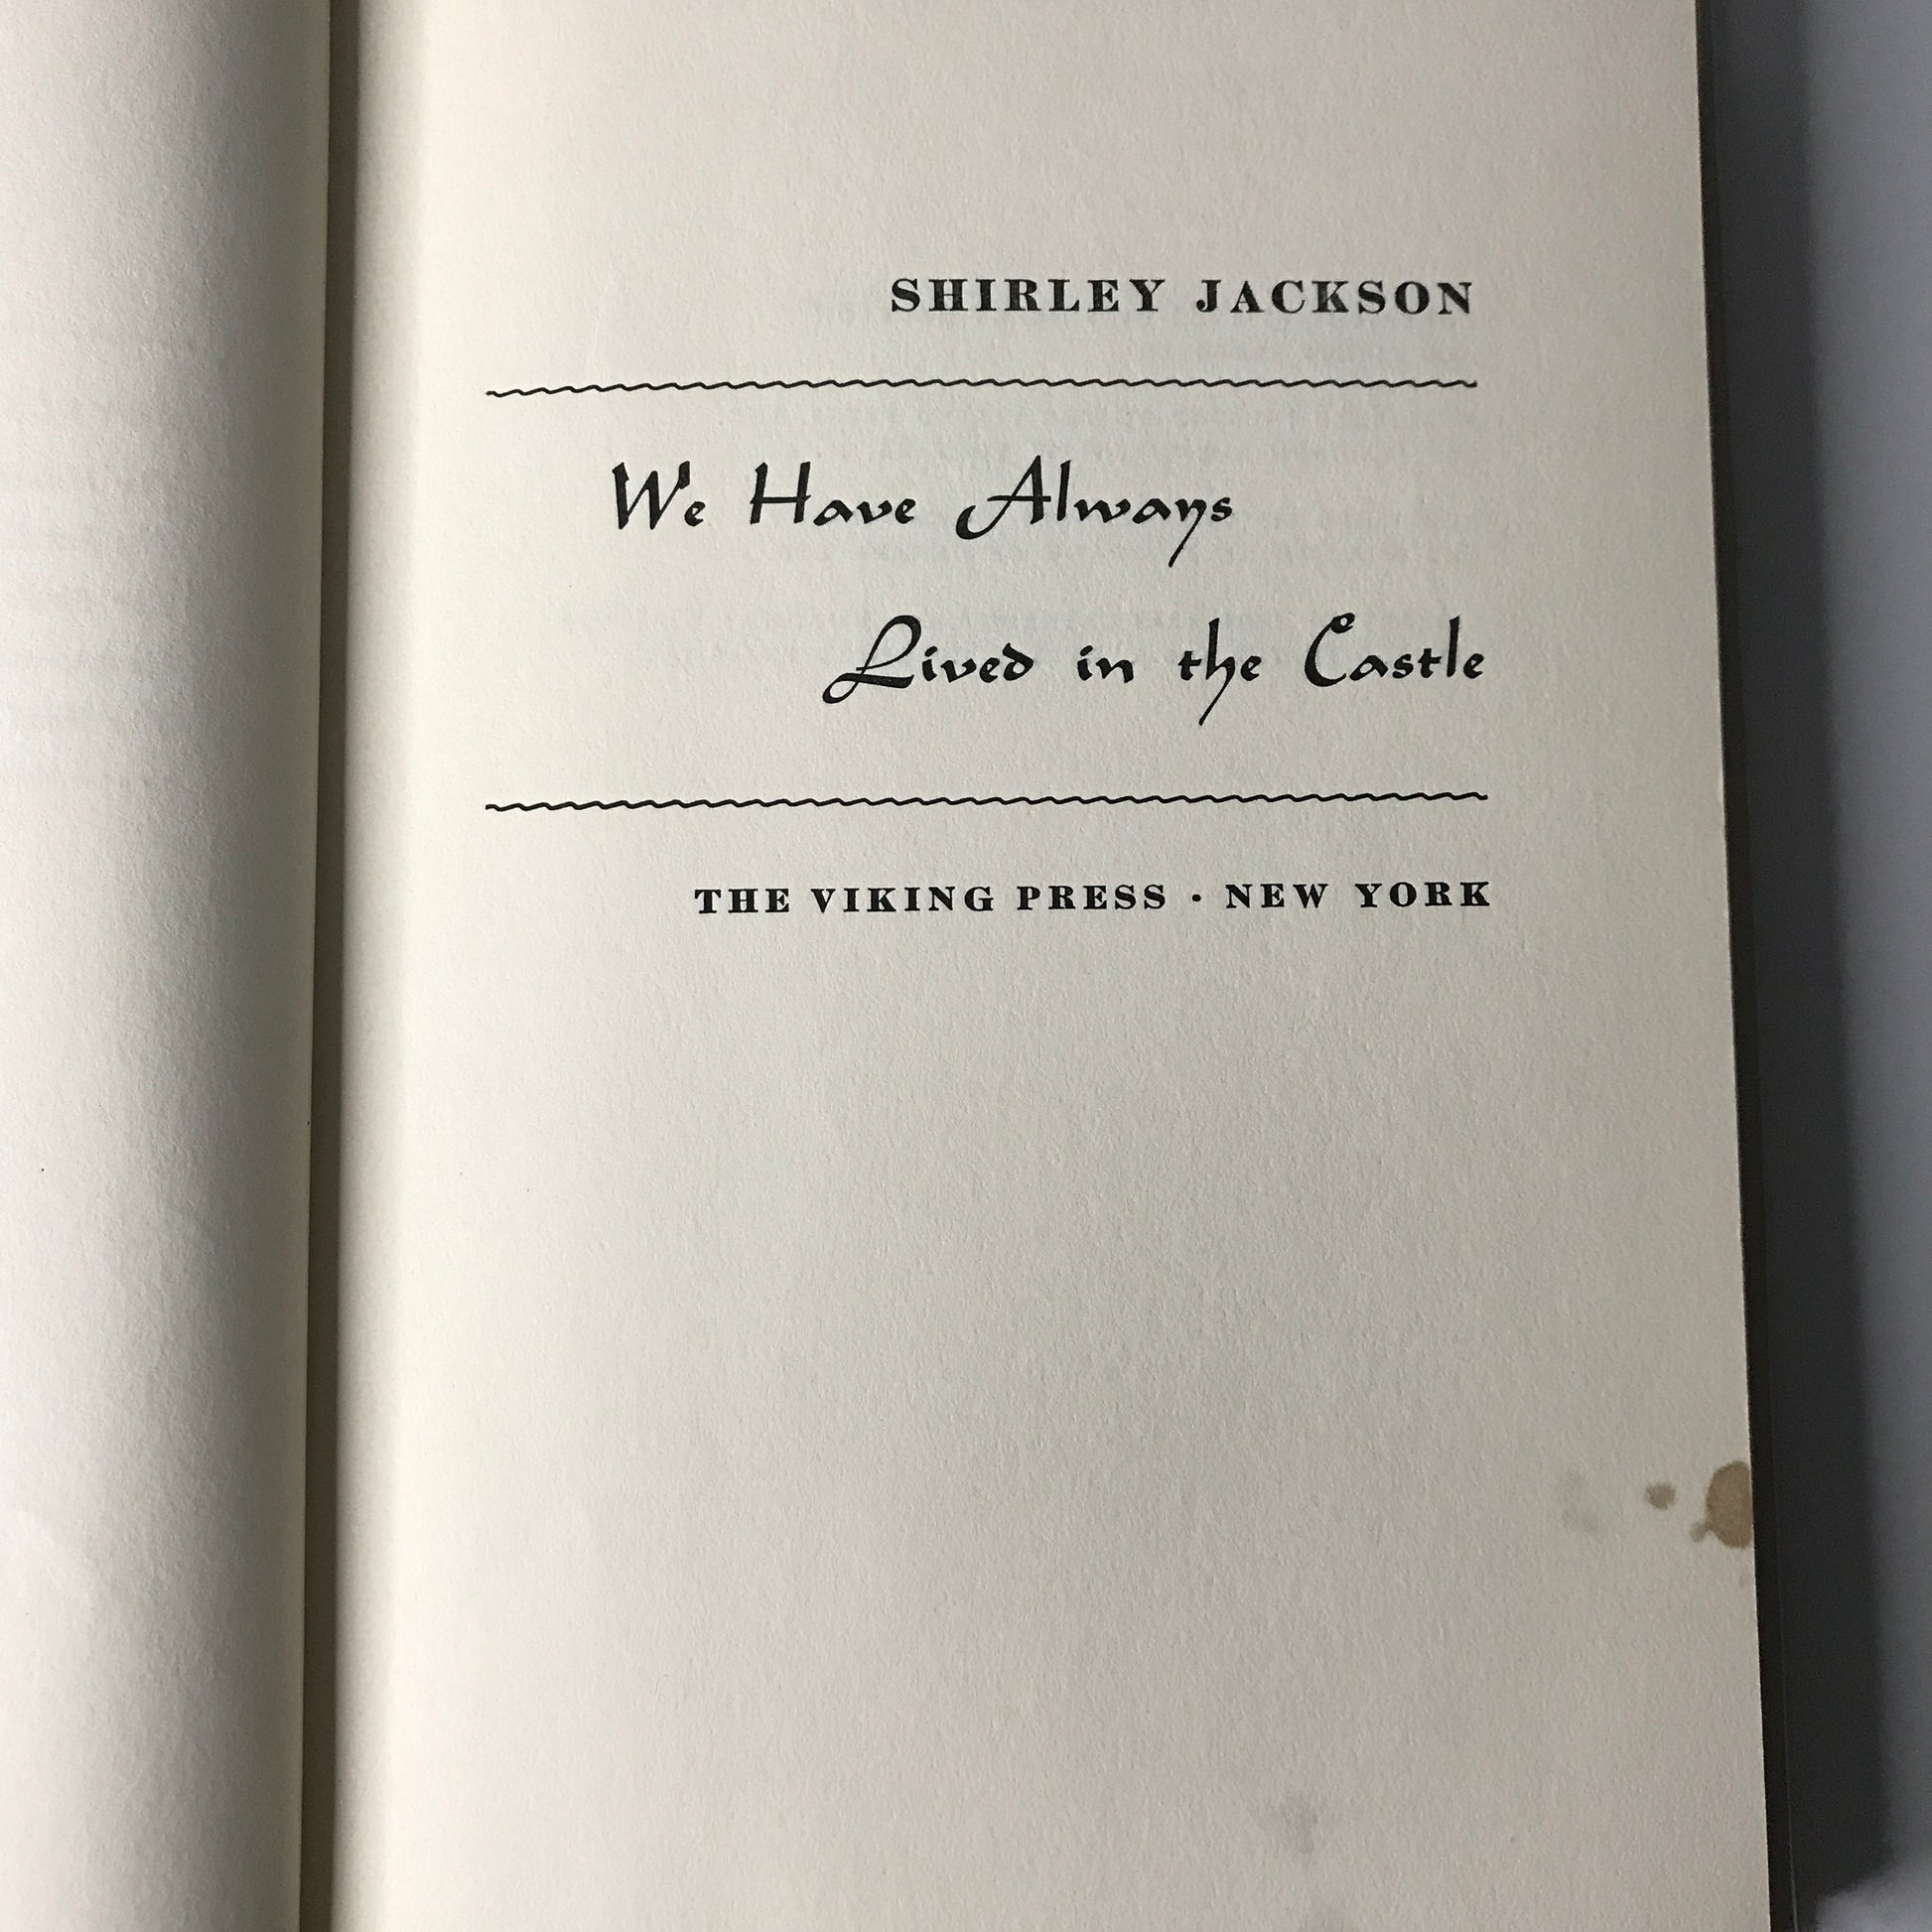 SHIRLEY JACKSON
We Have Always
Lived in the Castle
THE VIKING PRESS · NEW YORK